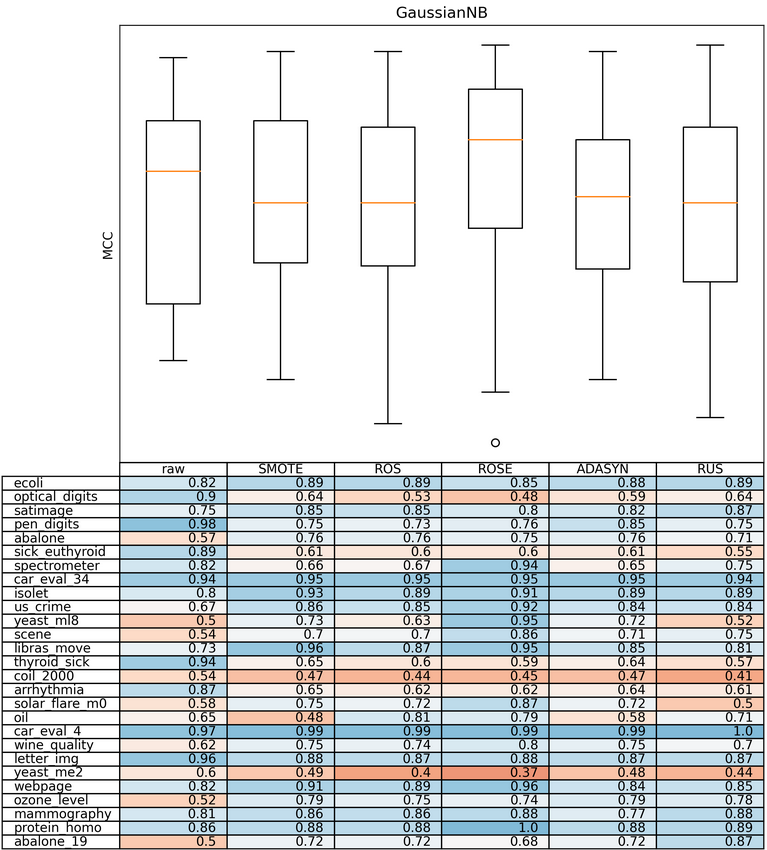 GaussianNB
MCC
raw SMOTE ROS ROSE ADASYN RUS
ecoli 0.82 0.89 0.89 0.85 0.88 0.89
optical_digits 0.9 0.64 0.53 0.48 0.59 0.64
satimage 0.75 0.85 0.85 0.8 0.82 0.87
pen_digits 0.98 0.75 0.73 0.76 0.85 0.75
abalone 0.57 0.76 0.76 0.75 0.76 0.71
sick_euthyroid 0.89 0.61 0.6 0.6 0.61 0.55
spectrometer 0.82 0.66 0.67 0.94 0.65 0.75
car_eval_34 0.94 0.95 0.95 0.95 0.95 0.94
isolet 0.8 0.93 0.89 0.91 0.89 0.89
us_crime 0.67 0.86 0.85 0.92 0.84 0.84
yeast_ml8 0.5 0.73 0.63 0.95 0.72 0.52
scene 0.54 0.7 0.7 0.86 0.71 0.75
libras_move 0.73 0.96 0.87 0.95 0.85 0.81
thyroid_sick 0.94 0.65 0.6 0.59 0.64 0.57
coil_2000 0.54 0.47 0.44 0.45 0.47 0.41
arrhythmia 0.87 0.65 0.62 0.62 0.64 0.61
solar_flare_m0 0.58 0.75 0.72 0.87 0.72 0.5
oil 0.65 0.48 0.81 0.79 0.58 0.71
car_eval_4 0.97 0.99 0.99 0.99 0.99 1.0
wine_quality 0.62 0.75 0.74 0.8 0.75 0.7
letter_img 0.96 0.88 0.87 0.88 0.87 0.87
yeast_me2 0.6 0.49 0.4 0.37 0.48 0.44
webpage 0.82 0.91 0.89 0.96 0.84 0.85
ozone_level 0.52 0.79 0.75 0.74 0.79 0.78
mammography 0.81 0.86 0.86 0.88 0.77 0.88
protein_homo 0.86 0.88 0.88 1.0 0.88 0.89
abalone_19 0.5 0.72 0.72 0.68 0.72 0.87